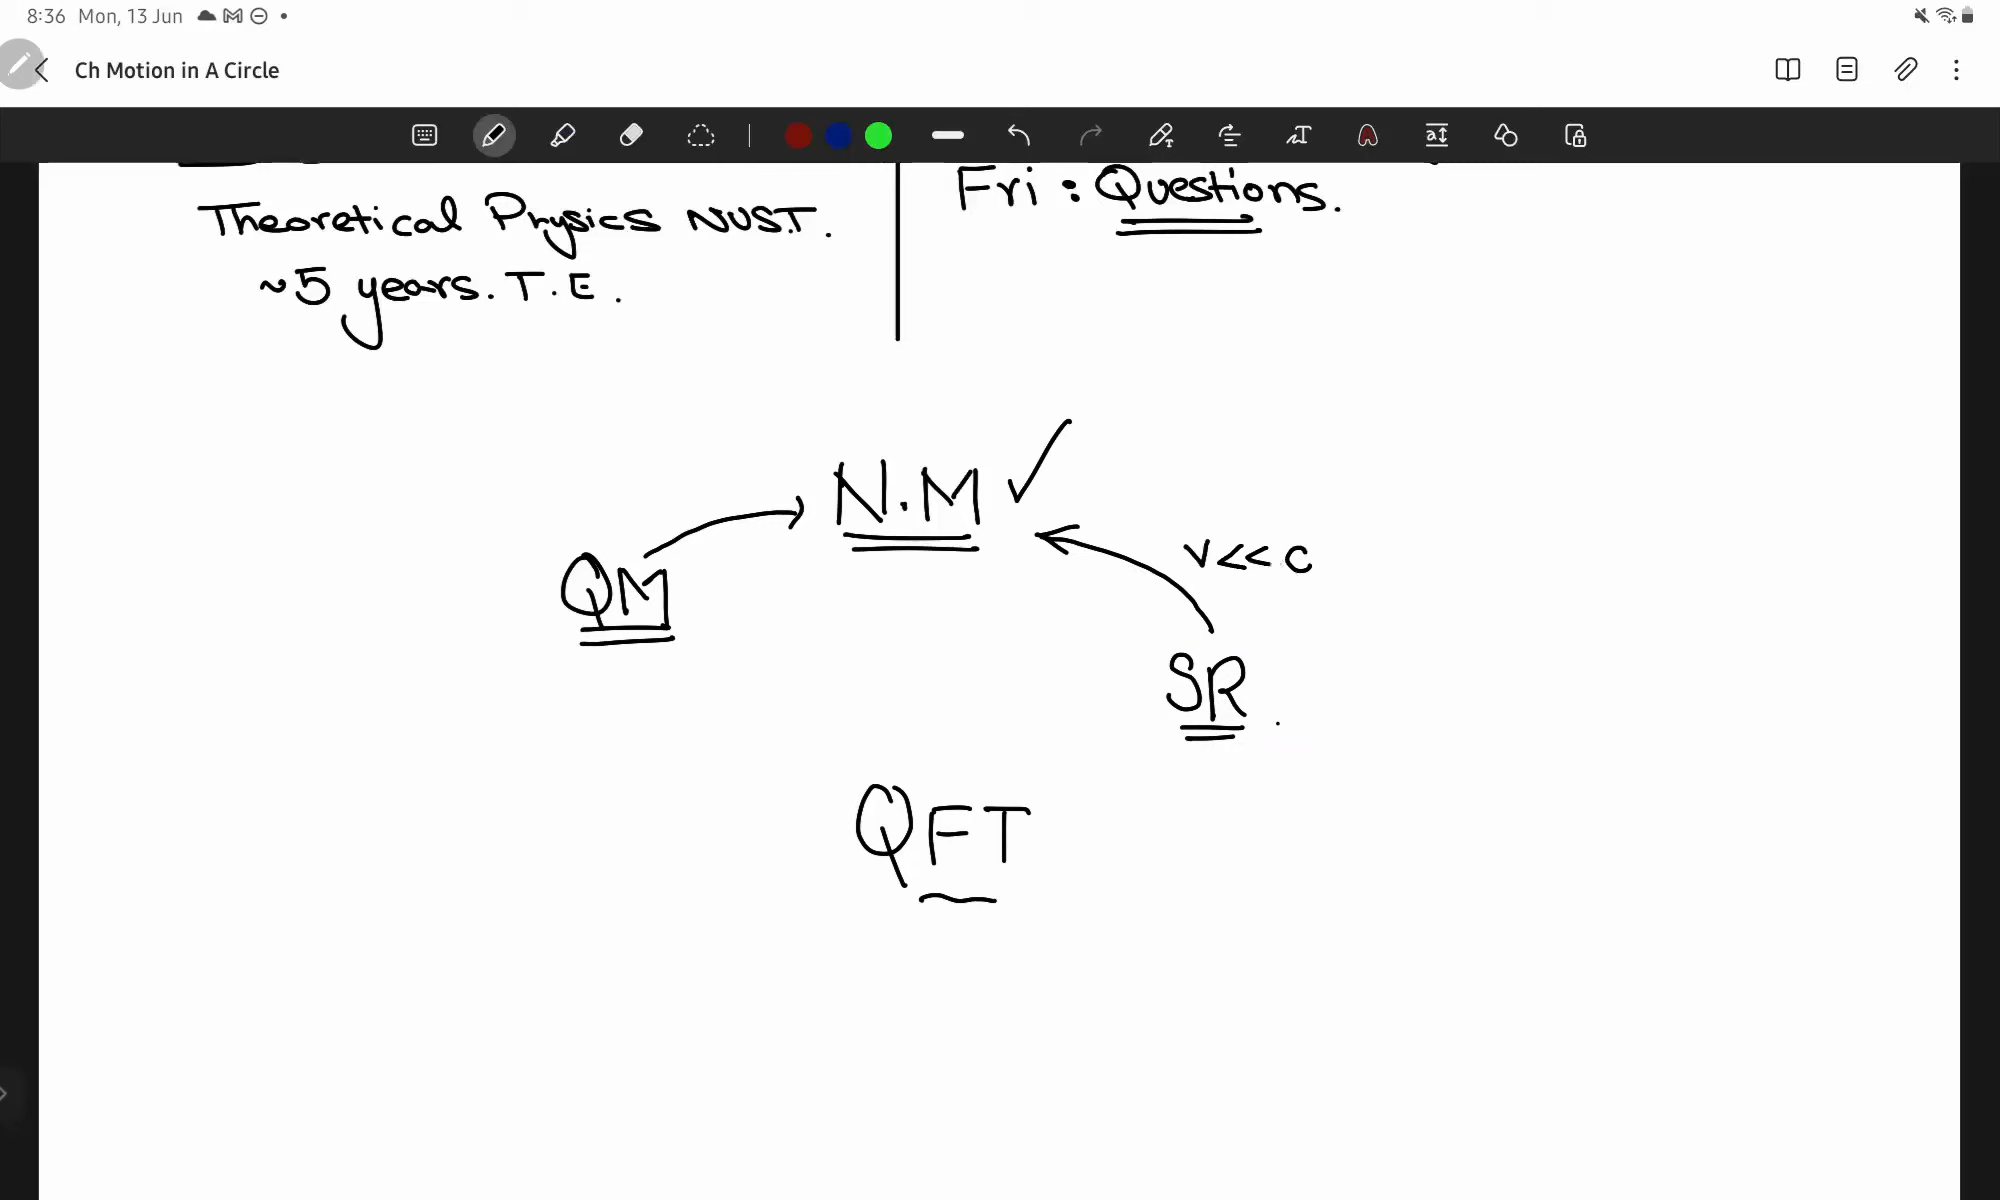 8:36 Mon, 13 Jun
Ch Motion in A Circle
Theoretical Physics NUST.
~5 years. T.E.
Fri : Questions.
N.M ✓
QM
v << c
SR
QFT